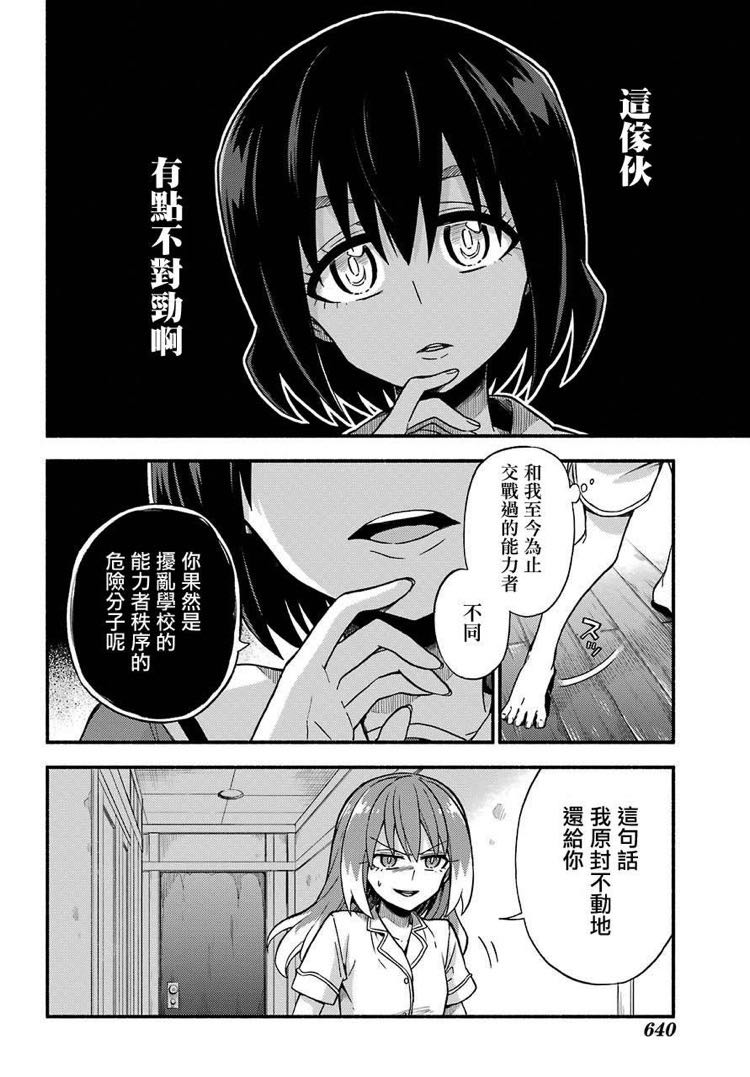 這傢伙
有點不對勁啊
和我至今為止
交戰過的能力者
不同
スッ
你果然是
擾亂學校的
能力者秩序的
危險分子呢
這句話
我原封不動地
還給你
640